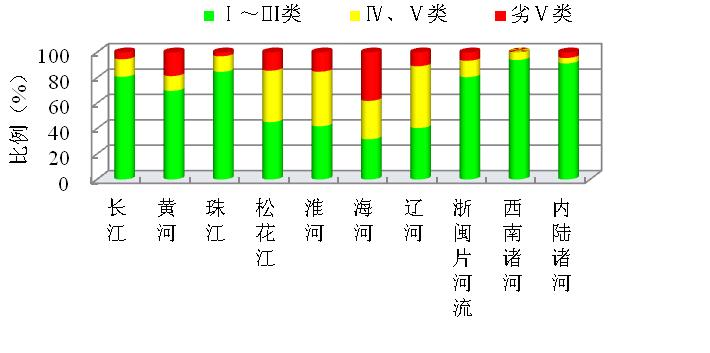 Ⅰ～Ⅲ类 Ⅳ、Ⅴ类 劣Ⅴ类
比例（%）
100
80
60
40
20
0
长江
黄河
珠江
松花江
淮河
海河
辽河
浙闽片河流
西南诸河
内陆诸河